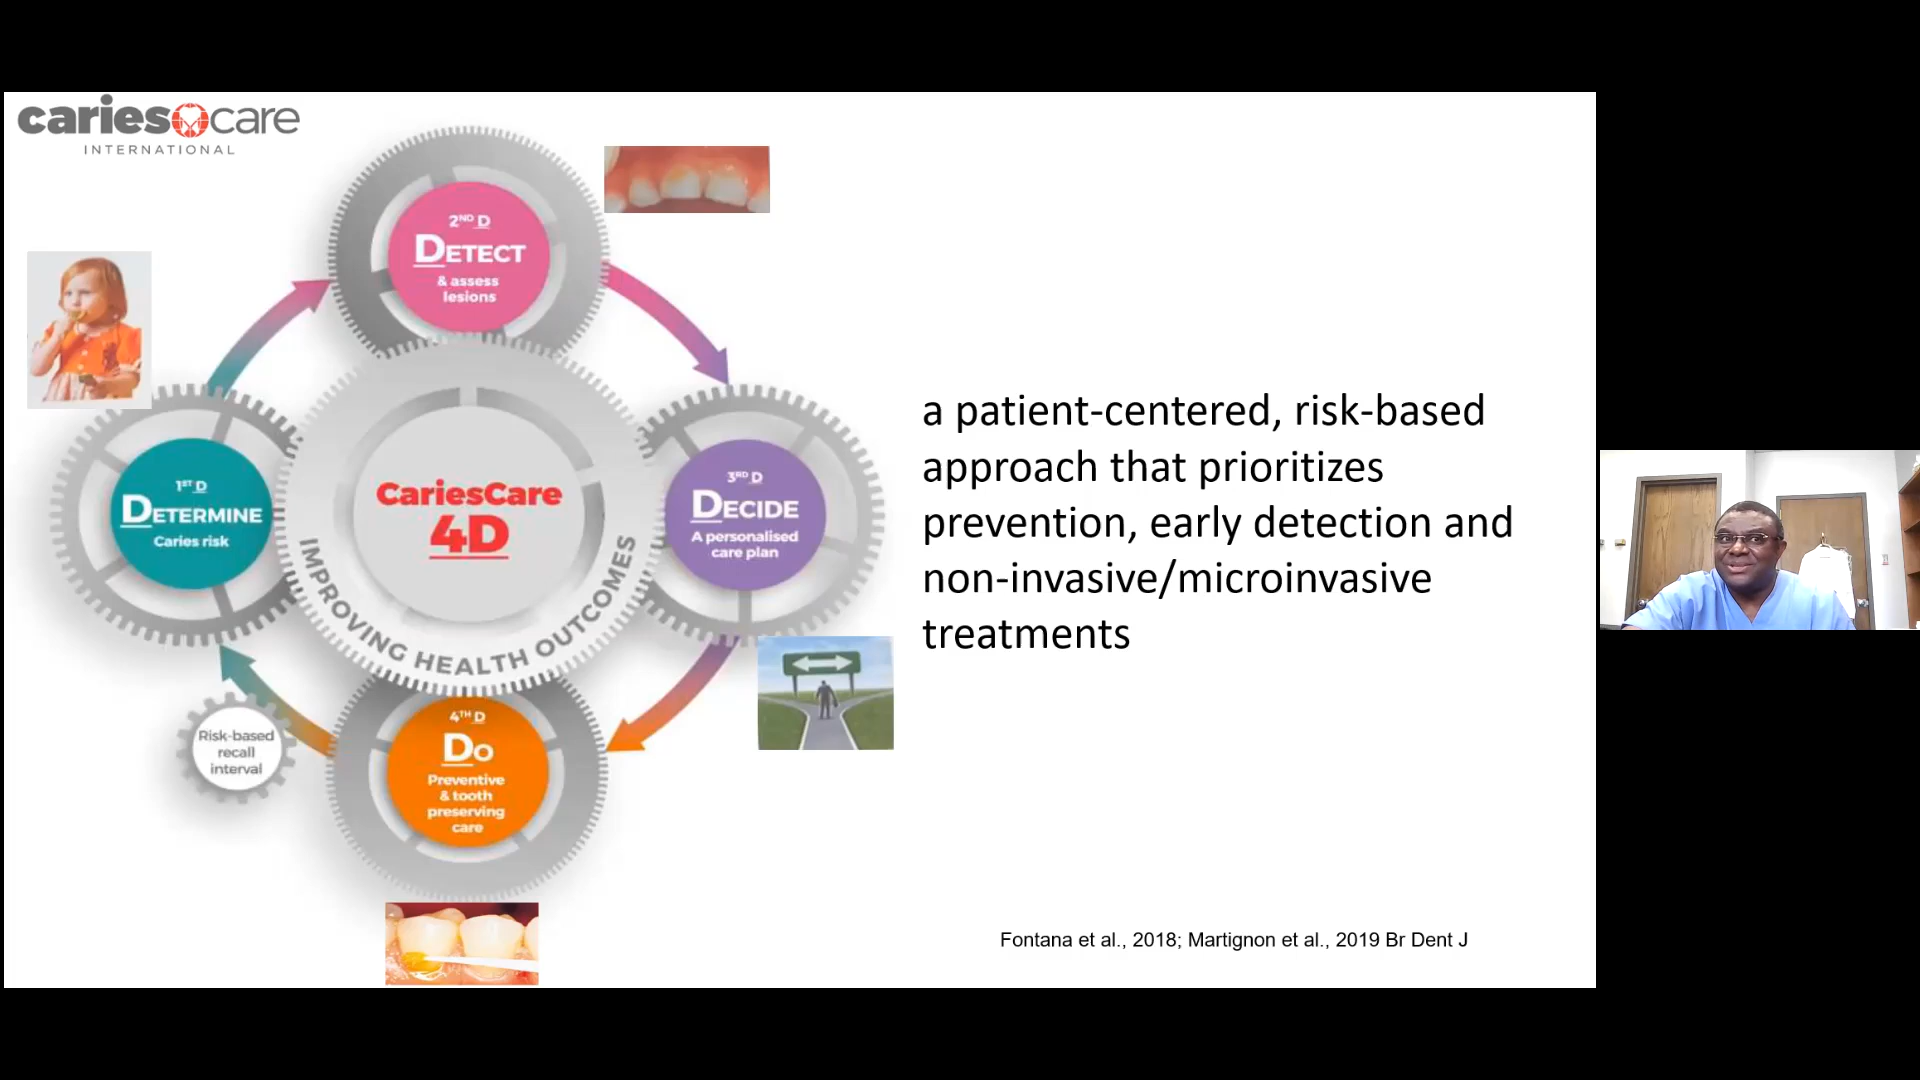 caries care
INTERNATIONAL
2ND D
DETECT
& assess
lesions
1ST D
DETERMINE
Caries risk
CariesCare
4D
IMPROVING HEALTH OUTCOMES
3RD D
DECIDE
A personalised
care plan
4TH D
DO
Preventive
& tooth
preserving
care
Risk-based
recall
interval
a patient-centered, risk-based
approach that prioritizes
prevention, early detection and
non-invasive/microinvasive
treatments
Fontana et al., 2018; Martignon et al., 2019 Br Dent J